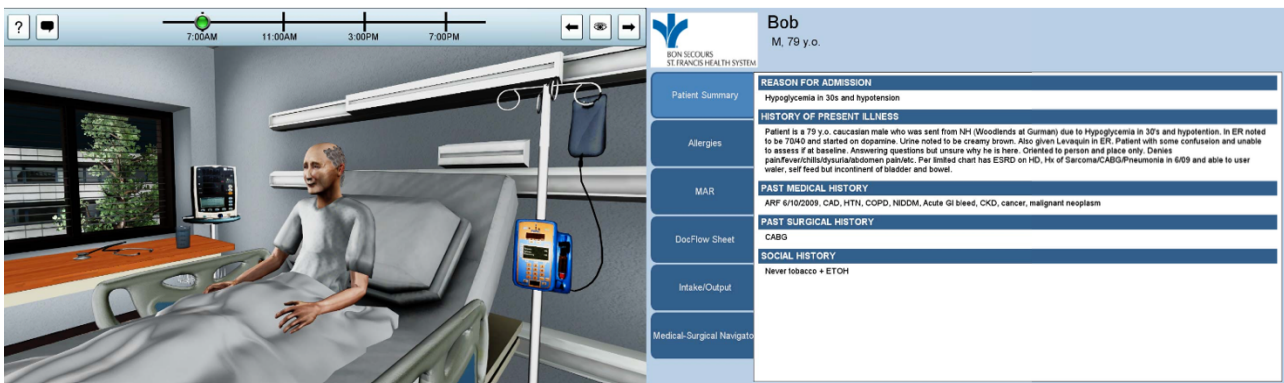 ?
7:00AM 11:00AM 3:00PM 7:00PM
BON SECOURS
ST. FRANCIS HEALTH SYSTEM
Bob
M, 79 y.o.
Patient Summary
Allergies
MAR
DocFlow Sheet
Intake/Output
Medical-Surgical Navigato
REASON FOR ADMISSION
Hypoglycemia in 30s and hypotension
HISTORY OF PRESENT ILLNESS
Patient is a 79 y.o. caucasian male who was sent from NH (Woodlends at Gurman) due to Hypoglycemia in 30's and hypotention. In ER noted
to be 70/40 and started on dopamine. Urine noted to be creamy brown. Also given Levaquin in ER. Patient with some confuseion and unable
to assess if at baseline. Answering questions but unsure why he is here. Oriented to person and place only. Denies
pain/fever/chills/dysuria/abdomen pain/etc. Per limited chart has ESRD on HD, Hx of Sarcoma/CABG/Pneumonia in 6/09 and able to user
waler, self feed but incontinent of bladder and bowel.
PAST MEDICAL HISTORY
ARF 6/10/2009, CAD, HTN, COPD, NIDDM, Acute GI bleed, CKD, cancer, malignant neoplasm
PAST SURGICAL HISTORY
CABG
SOCIAL HISTORY
Never tobacco + ETOH